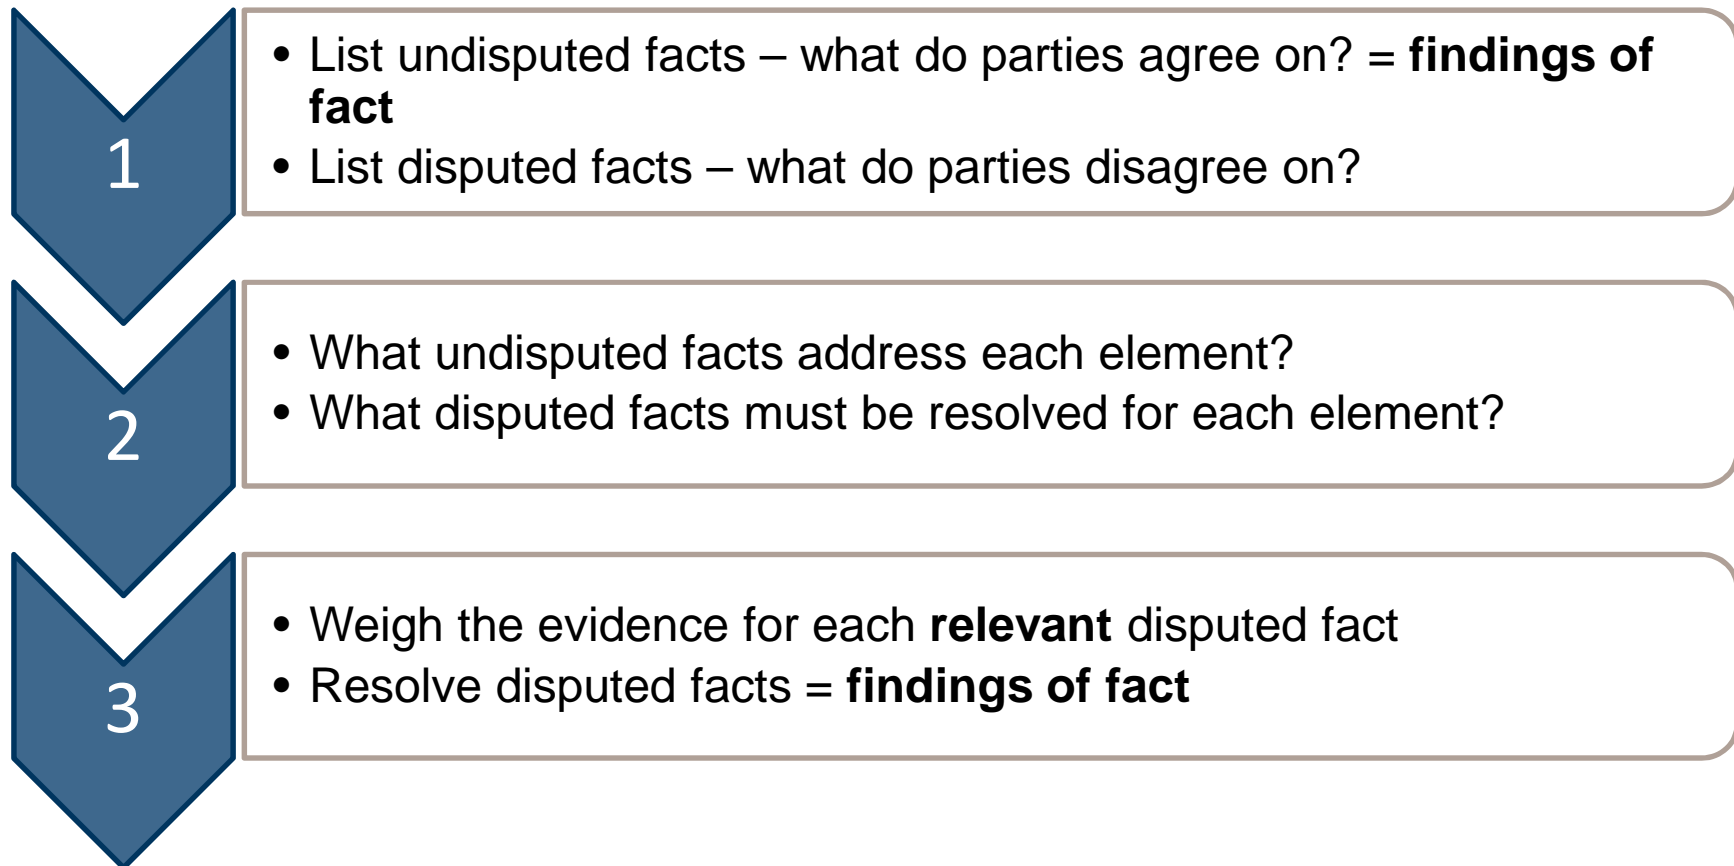 1
• List undisputed facts – what do parties agree on? = findings of
fact
• List disputed facts – what do parties disagree on?
2
• What undisputed facts address each element?
• What disputed facts must be resolved for each element?
3
• Weigh the evidence for each relevant disputed fact
• Resolve disputed facts = findings of fact